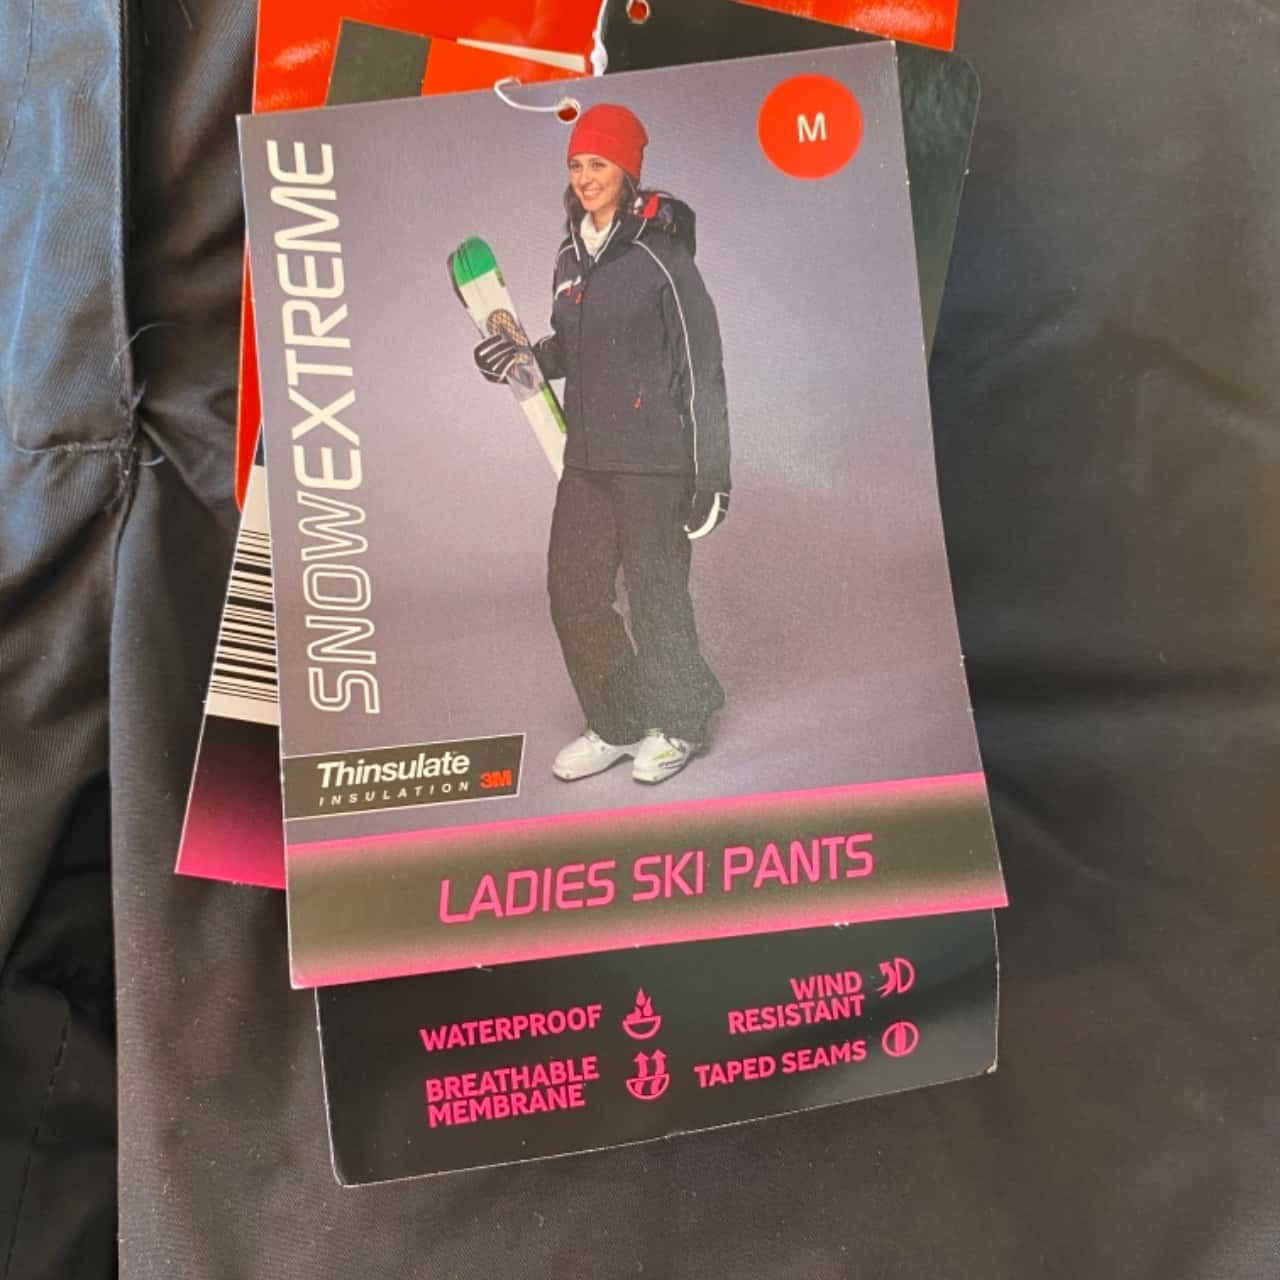 M
SNOWEXTREME
Thinsulate
INSULATION 3M
LADIES SKI PANTS
WATERPROOF
BREATHABLE
MEMBRANE
WIND
RESISTANT
TAPED SEAMS